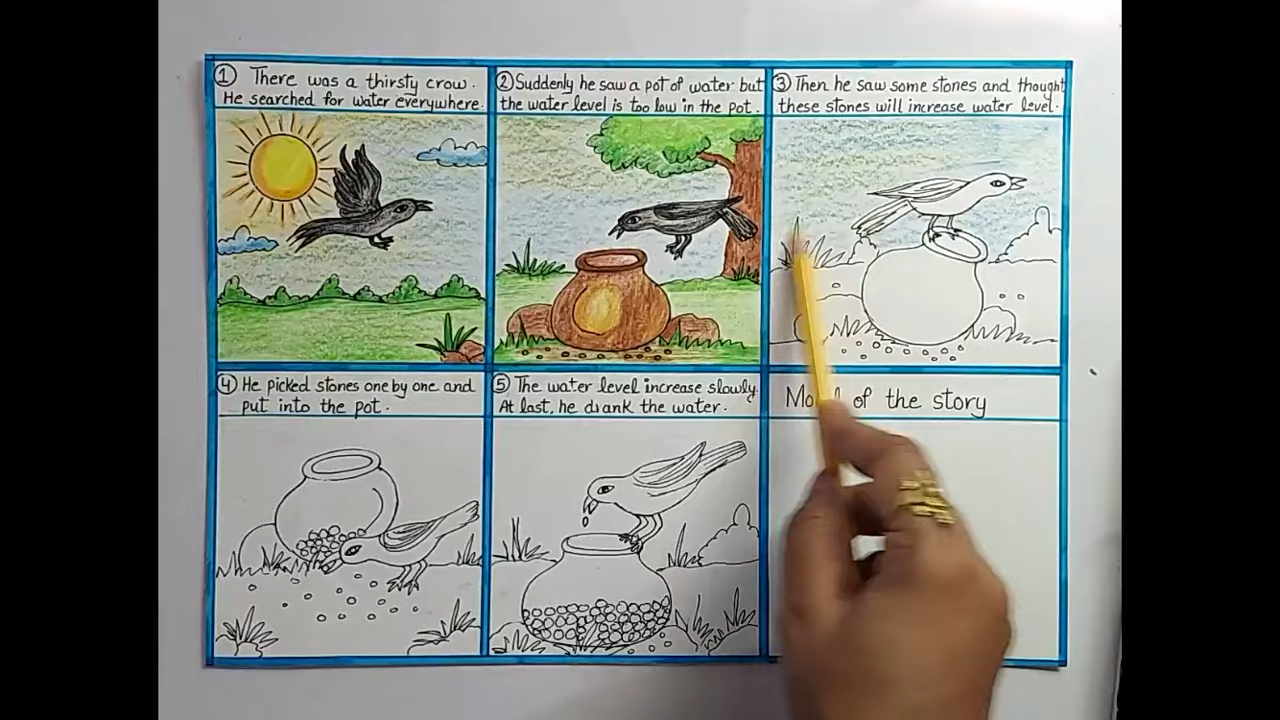 ① There was a thirsty crow.
He searched for water everywhere.
② Suddenly he saw a pot of water but
the water level is too low in the pot.
③ Then he saw some stones and thought
these stones will increase water level.
④ He picked stones one by one and
put into the pot.
⑤ The water level increase slowly.
At last, he drank the water.
of the story